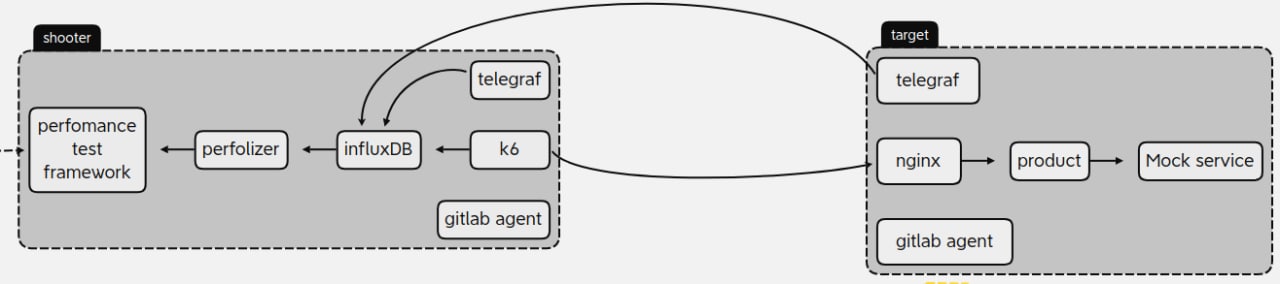 shooter
telegraf
perfomance
test
framework
perfolizer
influxDB
k6
gitlab agent
target
telegraf
nginx
product
Mock service
gitlab agent